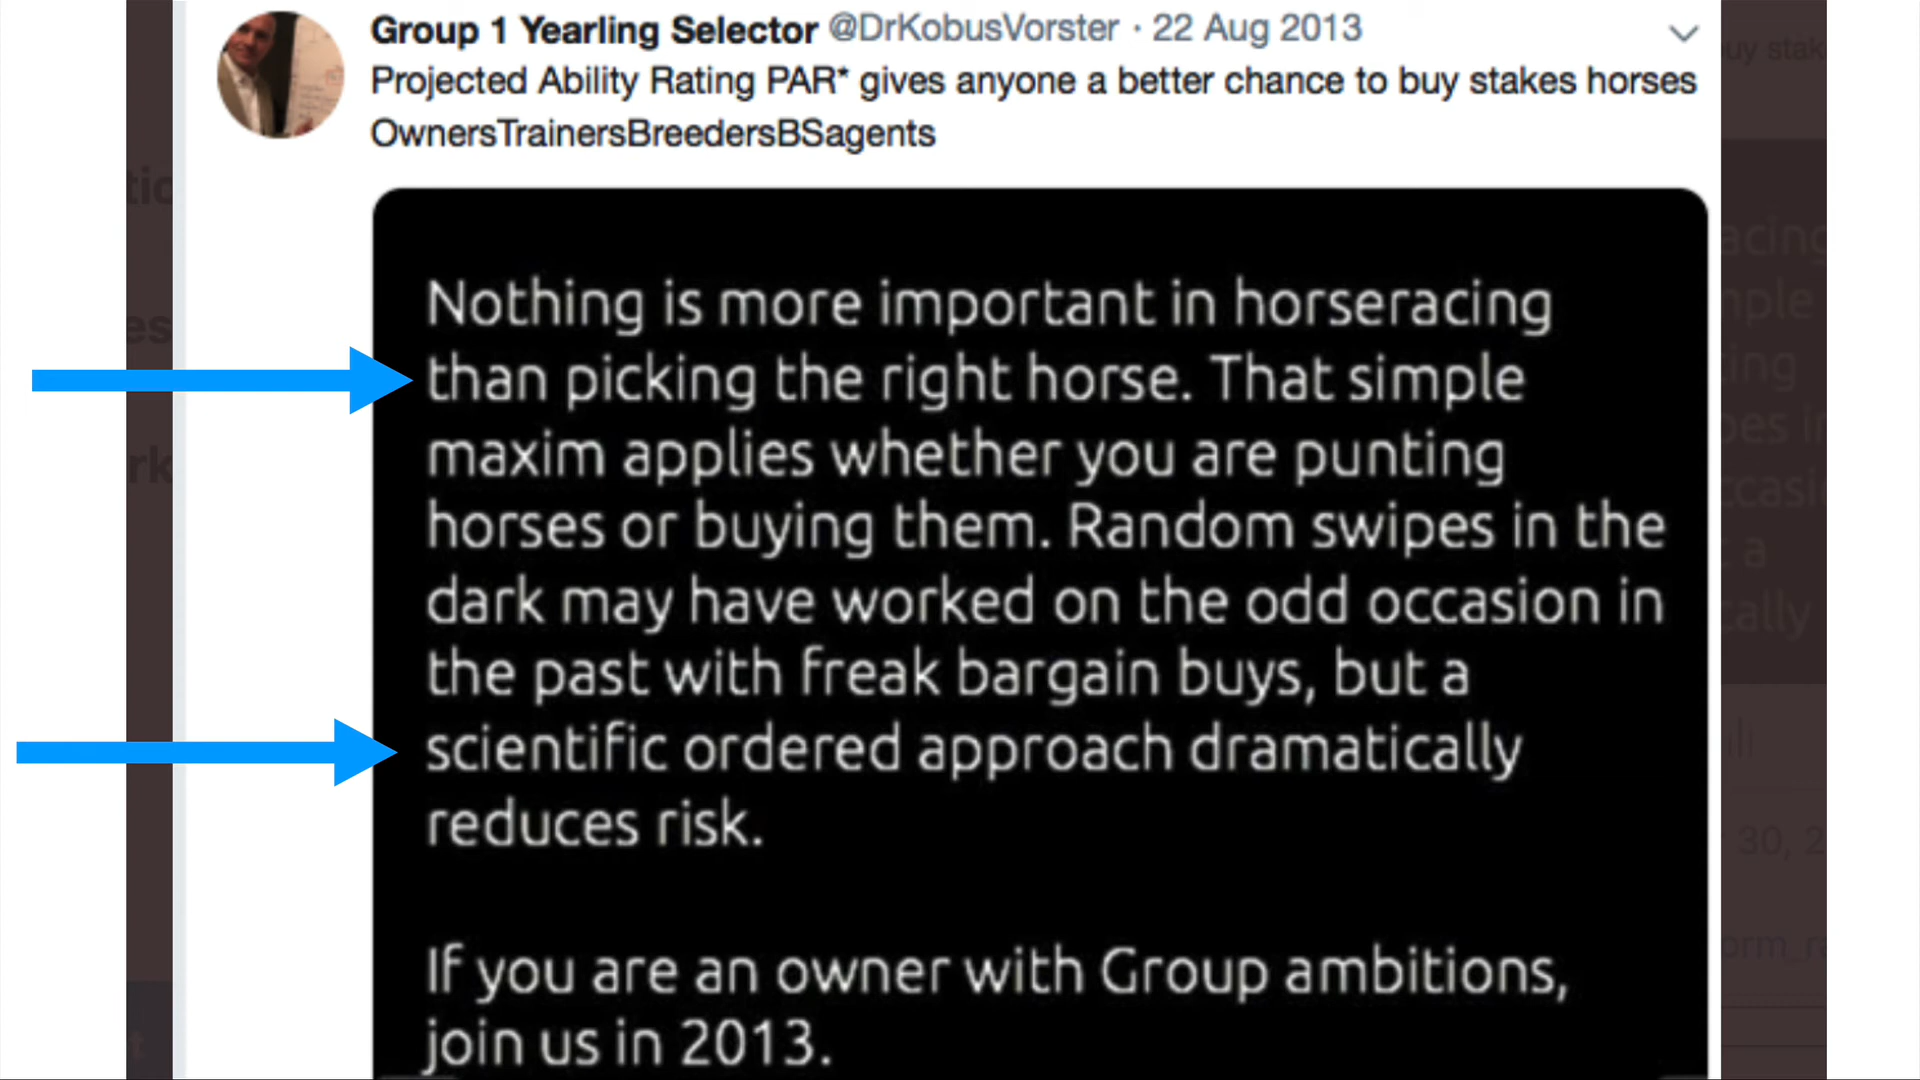 Group 1 Yearling Selector @DrKobusVorster · 22 Aug 2013
Projected Ability Rating PAR* gives anyone a better chance to buy stakes horses
OwnersTrainersBreedersBSagents
Nothing is more important in horseracing
than picking the right horse. That simple
maxim applies whether you are punting
horses or buying them. Random swipes in the
dark may have worked on the odd occasion in
the past with freak bargain buys, but a
scientific ordered approach dramatically
reduces risk.
If you are an owner with Group ambitions,
join us in 2013.